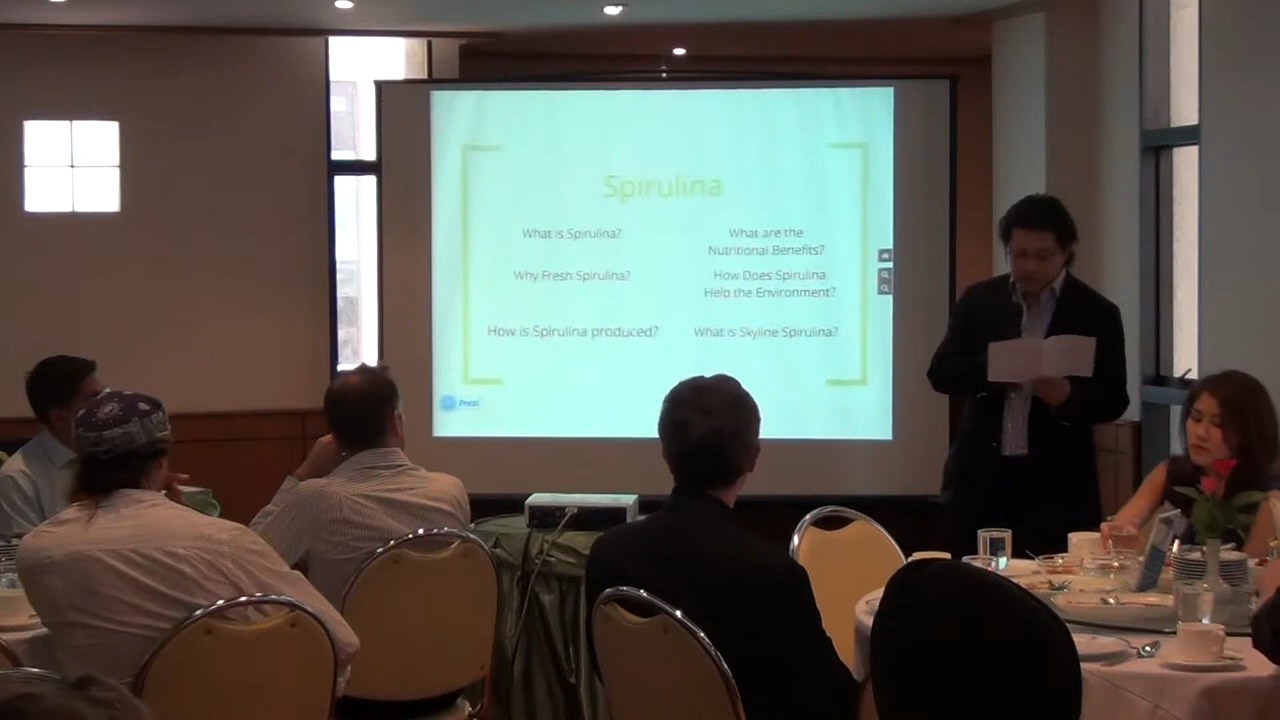 Spirulina
What is Spirulina?
Why Fresh Spirulina?
How is Spirulina produced?
What are the
Nutritional Benefits?
How Does Spirulina
Help the Environment?
What is Skyline Spirulina?
Prezi